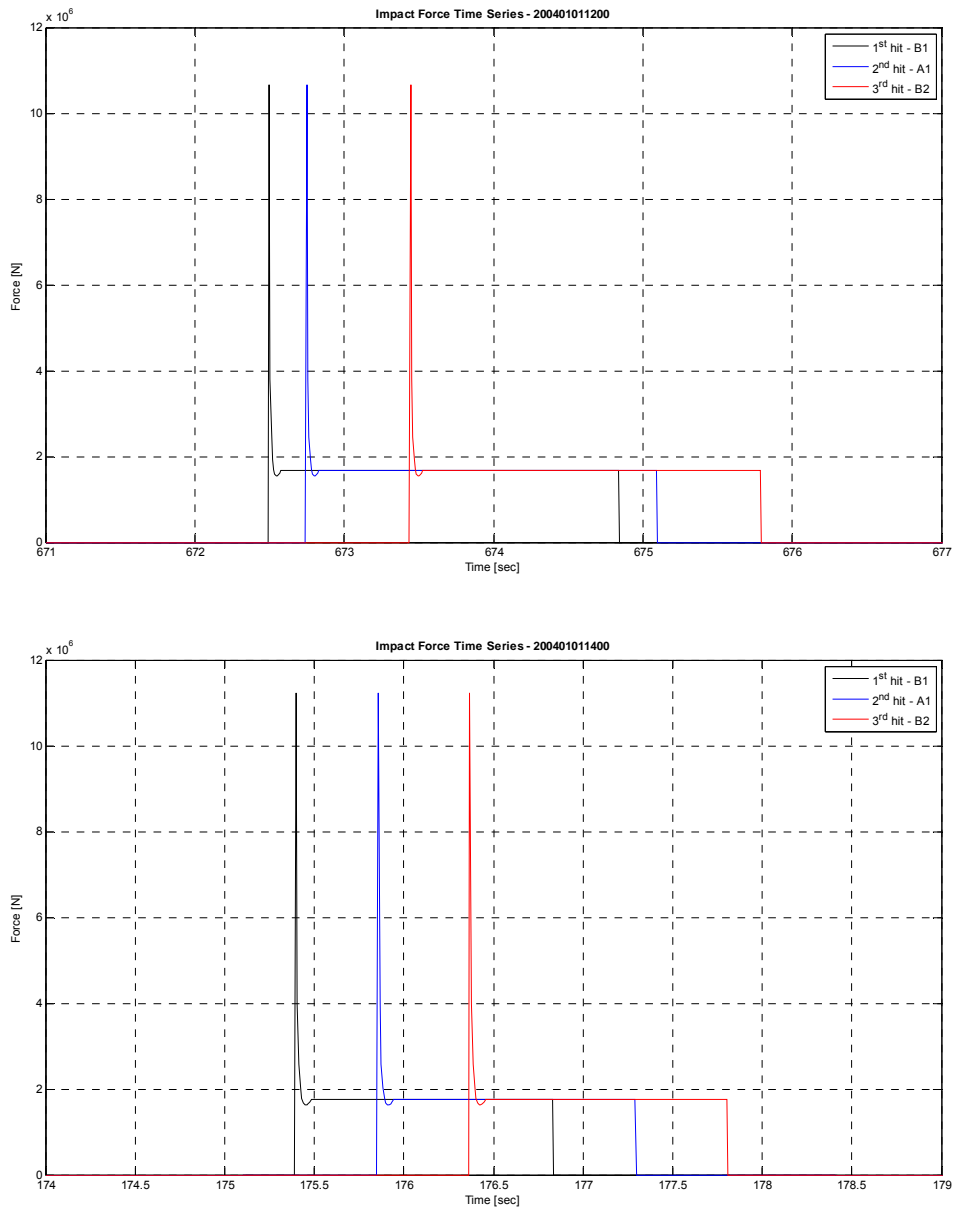 Impact Force Time Series - 200401011200
x 10^6
12
10
8
6
4
2
0
Force [N]
1st hit - B1
2nd hit - A1
3rd hit - B2
671 672 673 674 675 676 677
Time [sec]
Impact Force Time Series - 200401011400
x 10^6
12
10
8
6
4
2
0
Force [N]
1st hit - B1
2nd hit - A1
3rd hit - B2
174 174.5 175 175.5 176 176.5 177 177.5 178 178.5 179
Time [sec]